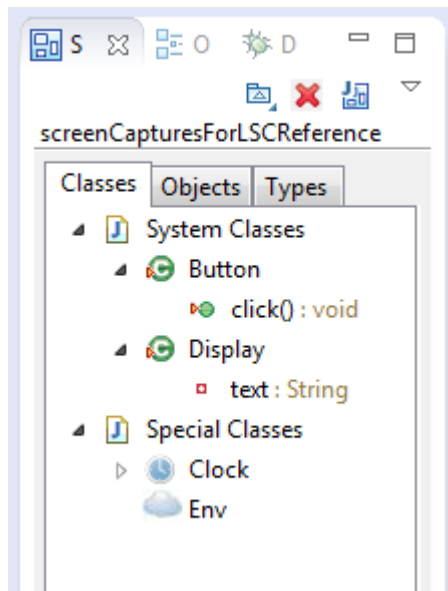 S O D
screenCapturesForLSCReference
Classes Objects Types
System Classes
Button
click() : void
Display
text : String
Special Classes
Clock
Env